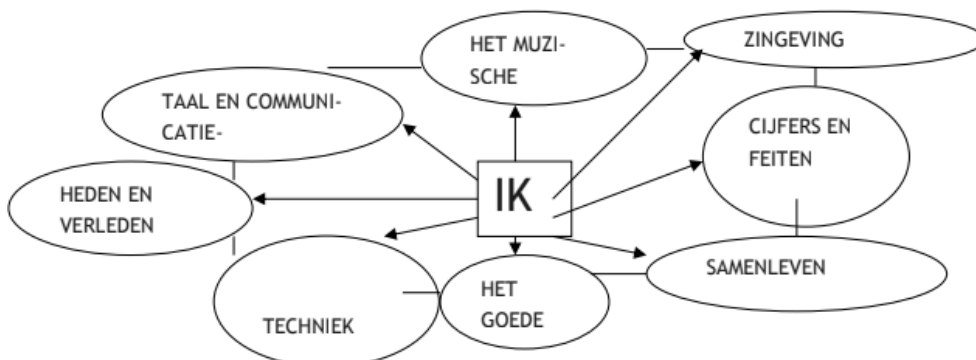 HET MUZI-
SCHE
ZINGEVING
TAAL EN COMMUNI-
CATIE-
CIJFERS EN
FEITEN
IK
HEDEN EN
VERLEDEN
SAMENLEVEN
HET
GOEDE
TECHNIEK